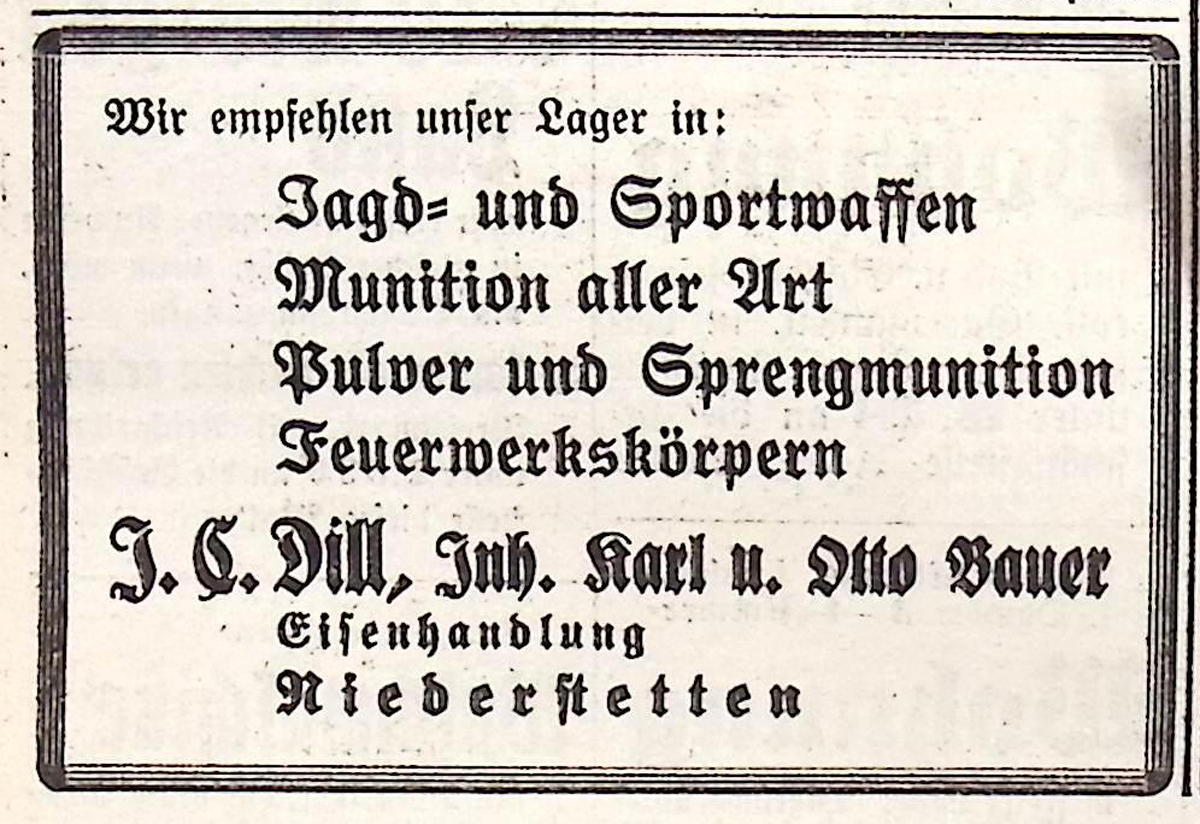 Wir empfehlen unser Lager in:
Jagd- und Sportwaffen
Munition aller Art
Pulver und Sprengmunition
Feuerwerkskörpern
J. C. Dill, Inh. Karl u. Otto Bauer
Eisenhandlung
Niederstetten